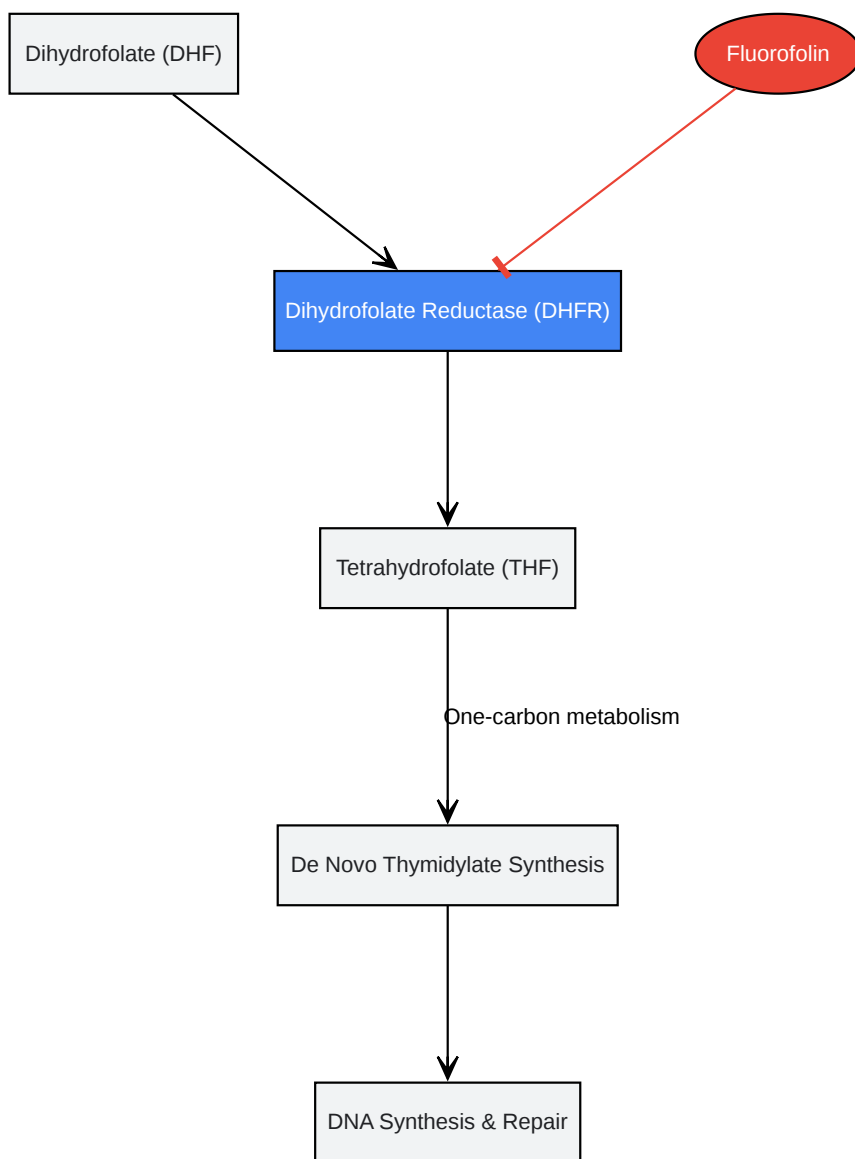 Dihydrofolate (DHF)
Fluorofolin
Dihydrofolate Reductase (DHFR)
Tetrahydrofolate (THF)
One-carbon metabolism
De Novo Thymidylate Synthesis
DNA Synthesis & Repair